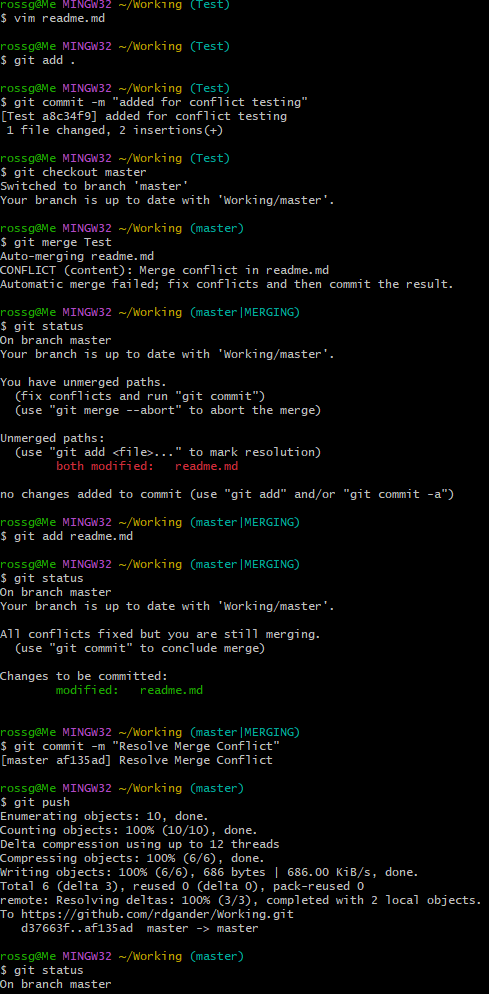 rossg@Me MINGW32 ~/Working (Test)
$ vim readme.md
rossg@Me MINGW32 ~/Working (Test)
$ git add .
rossg@Me MINGW32 ~/Working (Test)
$ git commit -m "added for conflict testing"
[Test a8c34f9] added for conflict testing
 1 file changed, 2 insertions(+)
rossg@Me MINGW32 ~/Working (Test)
$ git checkout master
Switched to branch 'master'
Your branch is up to date with 'Working/master'.
rossg@Me MINGW32 ~/Working (master)
$ git merge Test
Auto-merging readme.md
CONFLICT (content): Merge conflict in readme.md
Automatic merge failed; fix conflicts and then commit the result.
rossg@Me MINGW32 ~/Working (master|MERGING)
$ git status
On branch master
Your branch is up to date with 'Working/master'.
You have unmerged paths.
  (fix conflicts and run "git commit")
  (use "git merge --abort" to abort the merge)
Unmerged paths:
  (use "git add <file>..." to mark resolution)
        both modified:   readme.md
no changes added to commit (use "git add" and/or "git commit -a")
rossg@Me MINGW32 ~/Working (master|MERGING)
$ git add readme.md
rossg@Me MINGW32 ~/Working (master|MERGING)
$ git status
On branch master
Your branch is up to date with 'Working/master'.
All conflicts fixed but you are still merging.
  (use "git commit" to conclude merge)
Changes to be committed:
        modified:   readme.md
rossg@Me MINGW32 ~/Working (master|MERGING)
$ git commit -m "Resolve Merge Conflict"
[master af135ad] Resolve Merge Conflict
rossg@Me MINGW32 ~/Working (master)
$ git push
Enumerating objects: 10, done.
Counting objects: 100% (10/10), done.
Delta compression using up to 12 threads
Compressing objects: 100% (6/6), done.
Writing objects: 100% (6/6), 686 bytes | 686.00 KiB/s, done.
Total 6 (delta 3), reused 0 (delta 0), pack-reused 0
remote: Resolving deltas: 100% (3/3), completed with 2 local objects.
To https://github.com/rdgander/Working.git
   d37663f..af135ad  master -> master
rossg@Me MINGW32 ~/Working (master)
$ git status
On branch master